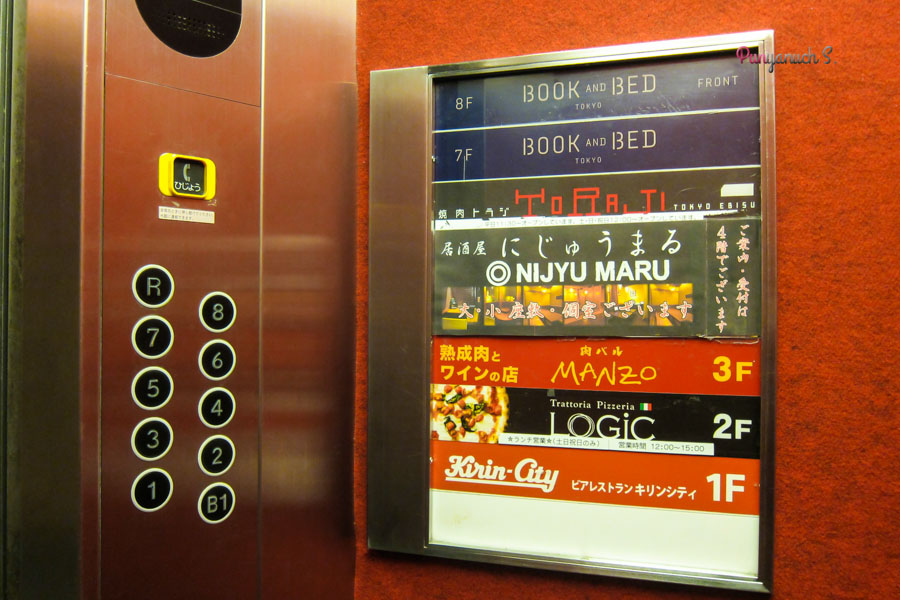 Punyanuch S
ひじょう
R
8
7
6
5
4
3
2
1
B1
8F BOOK AND BED TOKYO FRONT
7F BOOK AND BED TOKYO
焼肉トラジ TORAJI TOKYO EBISU
居酒屋 にじゅうまる
NIJYU MARU
大・小・座敷・個室ございます
ご案内・受付は
4階でございます
熟成肉と
ワインの店
肉バル
MANZO
3F
Trattoria Pizzeria
LOGiC
2F
★ランチ営業★(土日祝日のみ) 営業時間 12:00～15:00
Kirin-City ビアレストラン キリンシティ 1F